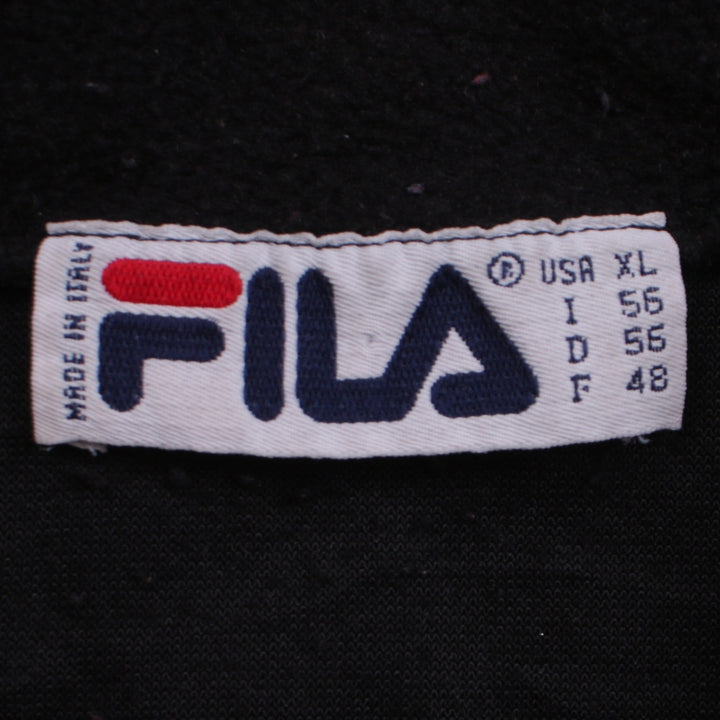 MADE IN ITALY
FILA ®
USA XL
I 56
D 56
F 48